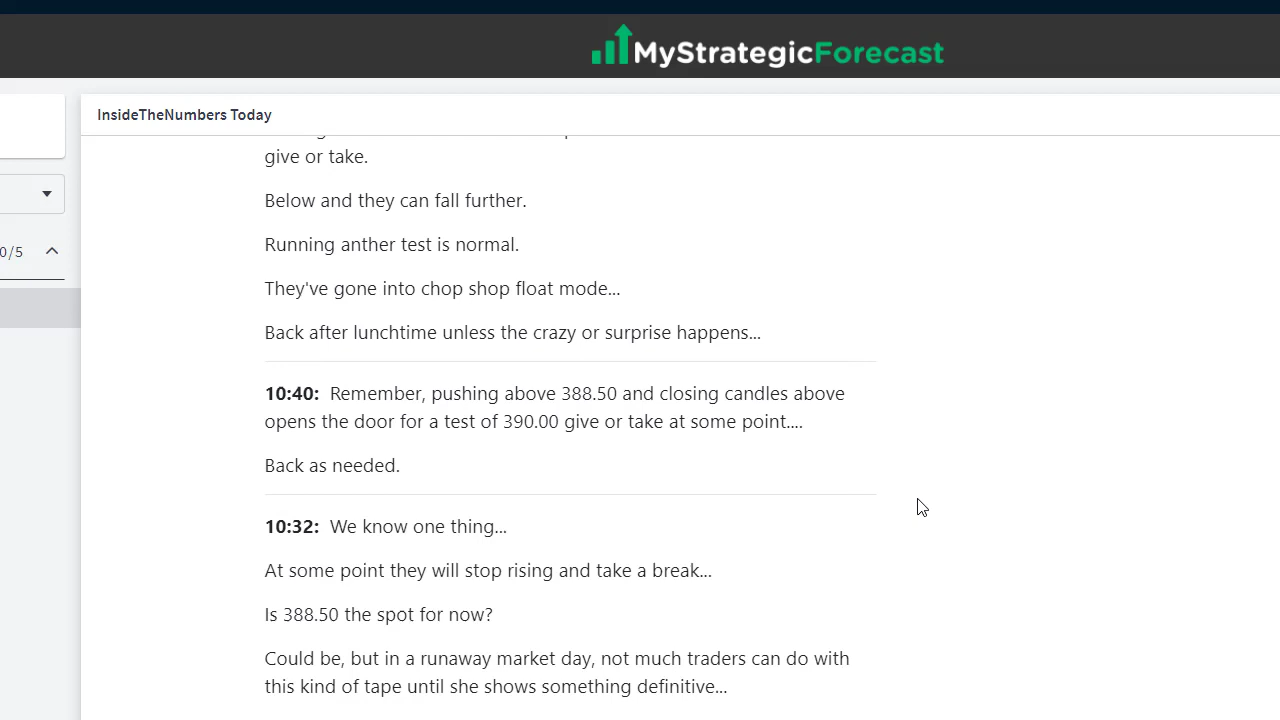 MyStrategicForecast
InsideTheNumbers Today
give or take.
Below and they can fall further.
0/5
Running anther test is normal.
They've gone into chop shop float mode...
Back after lunchtime unless the crazy or surprise happens...
10:40: Remember, pushing above 388.50 and closing candles above
opens the door for a test of 390.00 give or take at some point....
Back as needed.
10:32: We know one thing...
At some point they will stop rising and take a break...
Is 388.50 the spot for now?
Could be, but in a runaway market day, not much traders can do with
this kind of tape until she shows something definitive...